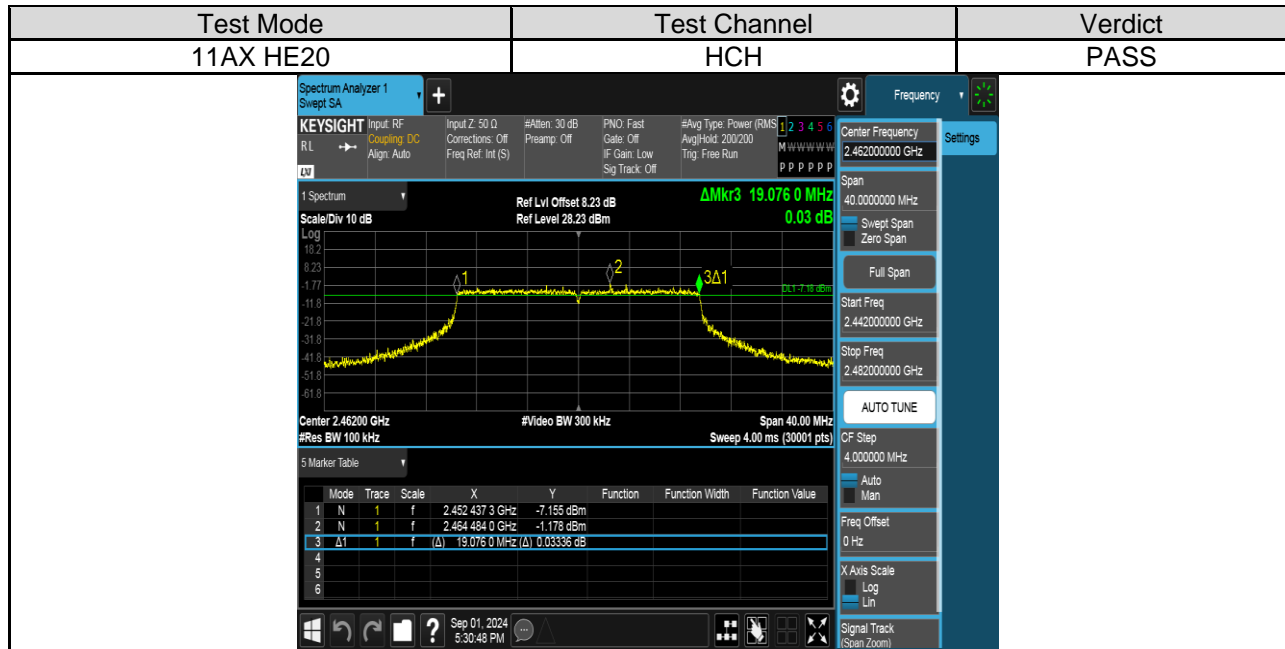 Test Mode Test Channel Verdict
11AX HE20 HCH PASS
Spectrum Analyzer 1
Swept SA
+
Frequency
KEYSIGHT Input: RF Input Z: 50 Ω #Atten: 30 dB PNO: Fast #Avg Type: Power (RMS 1 2 3 4 5 6
RL Coupling: DC Corrections: Off Preamp: Off Gate: Off Avg|Hold: 200/200 M W W W W W
Align: Auto Freq Ref: Int (S) IF Gain: Low Trig: Free Run
LXI Sig Track: Off P P P P P P
1 Spectrum
Scale/Div 10 dB
Ref Lvl Offset 8.23 dB
Ref Level 28.23 dBm
ΔMkr3 19.076 0 MHz
0.03 dB
Log
18.2
8.23
-1.77
-11.8
-21.8
-31.8
-41.8
-51.8
-61.8
1
2
3Δ1
DL1 -7.18 dBm
Center 2.46200 GHz #Video BW 300 kHz Span 40.00 MHz
#Res BW 100 kHz Sweep 4.00 ms (30001 pts)
5 Marker Table
Mode Trace Scale X Y Function Function Width Function Value
1 N 1 f 2.452 437 3 GHz -7.155 dBm
2 N 1 f 2.464 484 0 GHz -1.178 dBm
3 Δ1 1 f (Δ) 19.076 0 MHz (Δ) 0.03336 dB
4
5
6
Sep 01, 2024
5:30:48 PM
?
Center Frequency
2.462000000 GHz
Settings
Span
40.0000000 MHz
Swept Span
Zero Span
Full Span
Start Freq
2.442000000 GHz
Stop Freq
2.482000000 GHz
AUTO TUNE
CF Step
4.000000 MHz
Auto
Man
Freq Offset
0 Hz
X Axis Scale
Log
Lin
Signal Track
(Span Zoom)